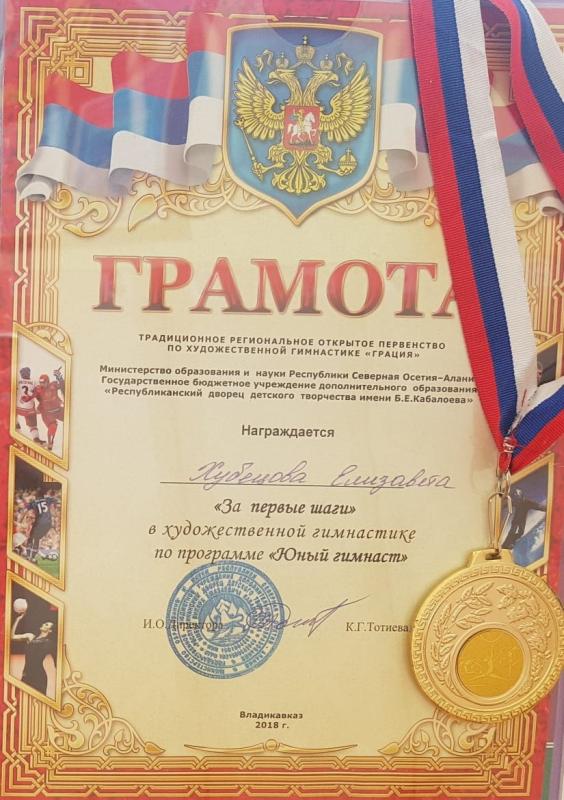 ГРАМОТА
ТРАДИЦИОННОЕ РЕГИОНАЛЬНОЕ ОТКРЫТОЕ ПЕРВЕНСТВО
ПО ХУДОЖЕСТВЕННОЙ ГИМНАСТИКЕ «ГРАЦИЯ»
Министерство образования и науки Республики Северная Осетия-Алани
Государственное бюджетное учреждение дополнительного образования
«Республиканский дворец детского творчества имени Б.Е.Кабалоева»
Награждается
Хубецова Елизавета
«За первые шаги»
в художественной гимнастике
по программе «Юный гимнаст»
И.О.Директора К.Г.Тотиева
Владикавказ
2018 г.
15